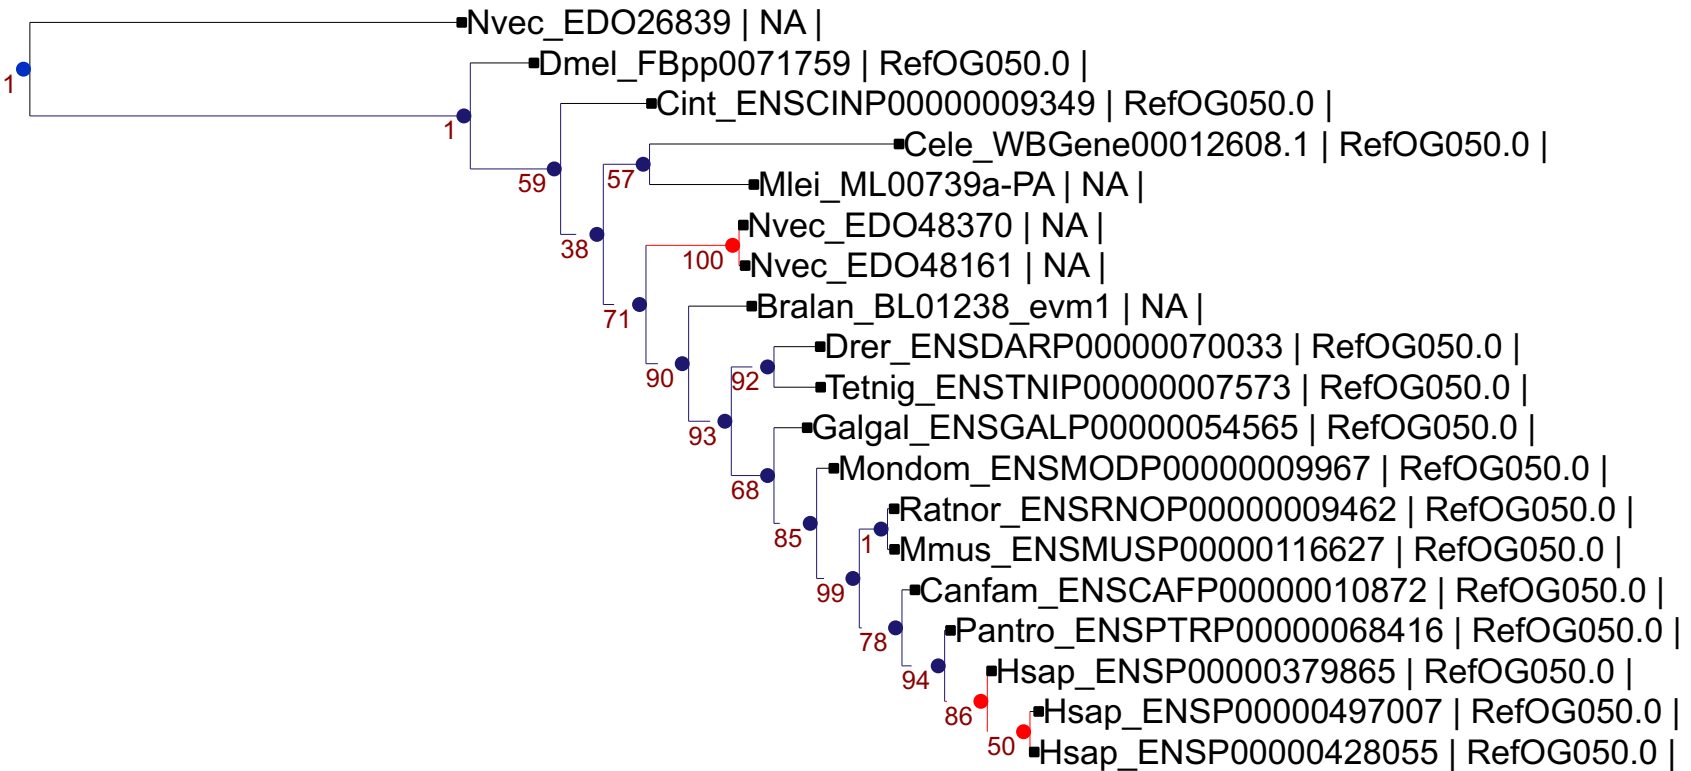 Nvec_EDO26839 | NA |
1
Dmel_FBpp0071759 | RefOG050.0 |
1
Cint_ENSCINP00000009349 | RefOG050.0 |
59
Cele_WBGene00012608.1 | RefOG050.0 |
57
Mlei_ML00739a-PA | NA |
38
Nvec_EDO48370 | NA |
100
Nvec_EDO48161 | NA |
71
Bralan_BL01238_evm1 | NA |
90
Drer_ENSDARP00000070033 | RefOG050.0 |
92
Tetnig_ENSTNIP00000007573 | RefOG050.0 |
93
Galgal_ENSGALP00000054565 | RefOG050.0 |
68
Mondom_ENSMODP00000009967 | RefOG050.0 |
85
Ratnor_ENSRNOP00000009462 | RefOG050.0 |
1
Mmus_ENSMUSP00000116627 | RefOG050.0 |
99
Canfam_ENSCAFP00000010872 | RefOG050.0 |
78
Pantro_ENSPTRP00000068416 | RefOG050.0 |
94
Hsap_ENSP00000379865 | RefOG050.0 |
86
Hsap_ENSP00000497007 | RefOG050.0 |
50
Hsap_ENSP00000428055 | RefOG050.0 |